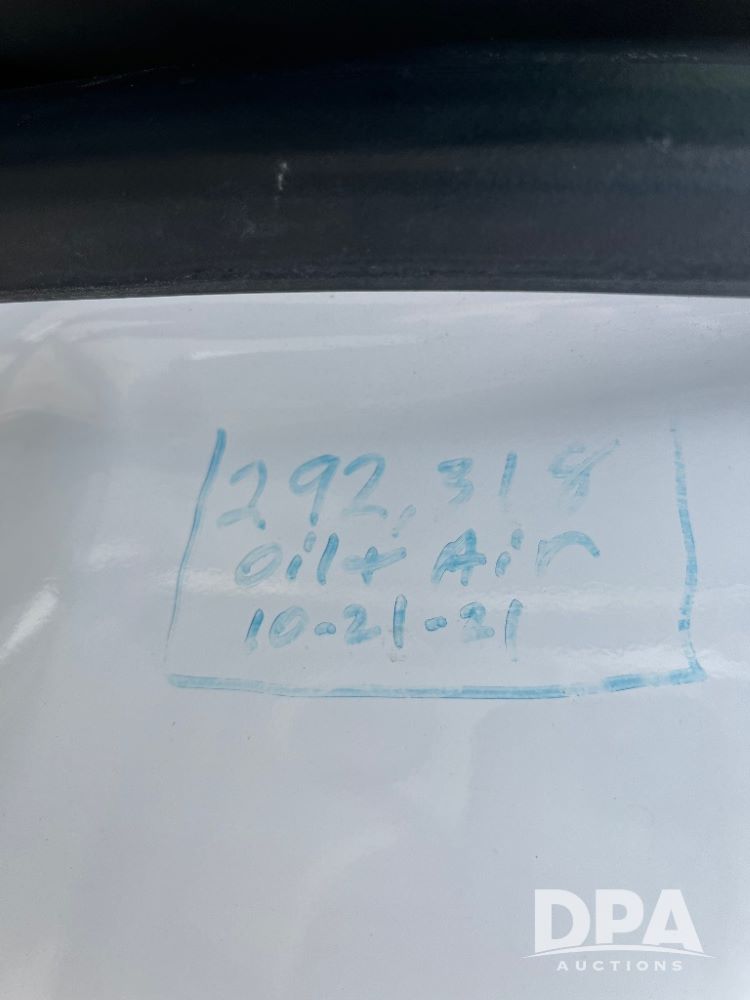 292,318
oil + Air
10-21-21
DPA
AUCTIONS